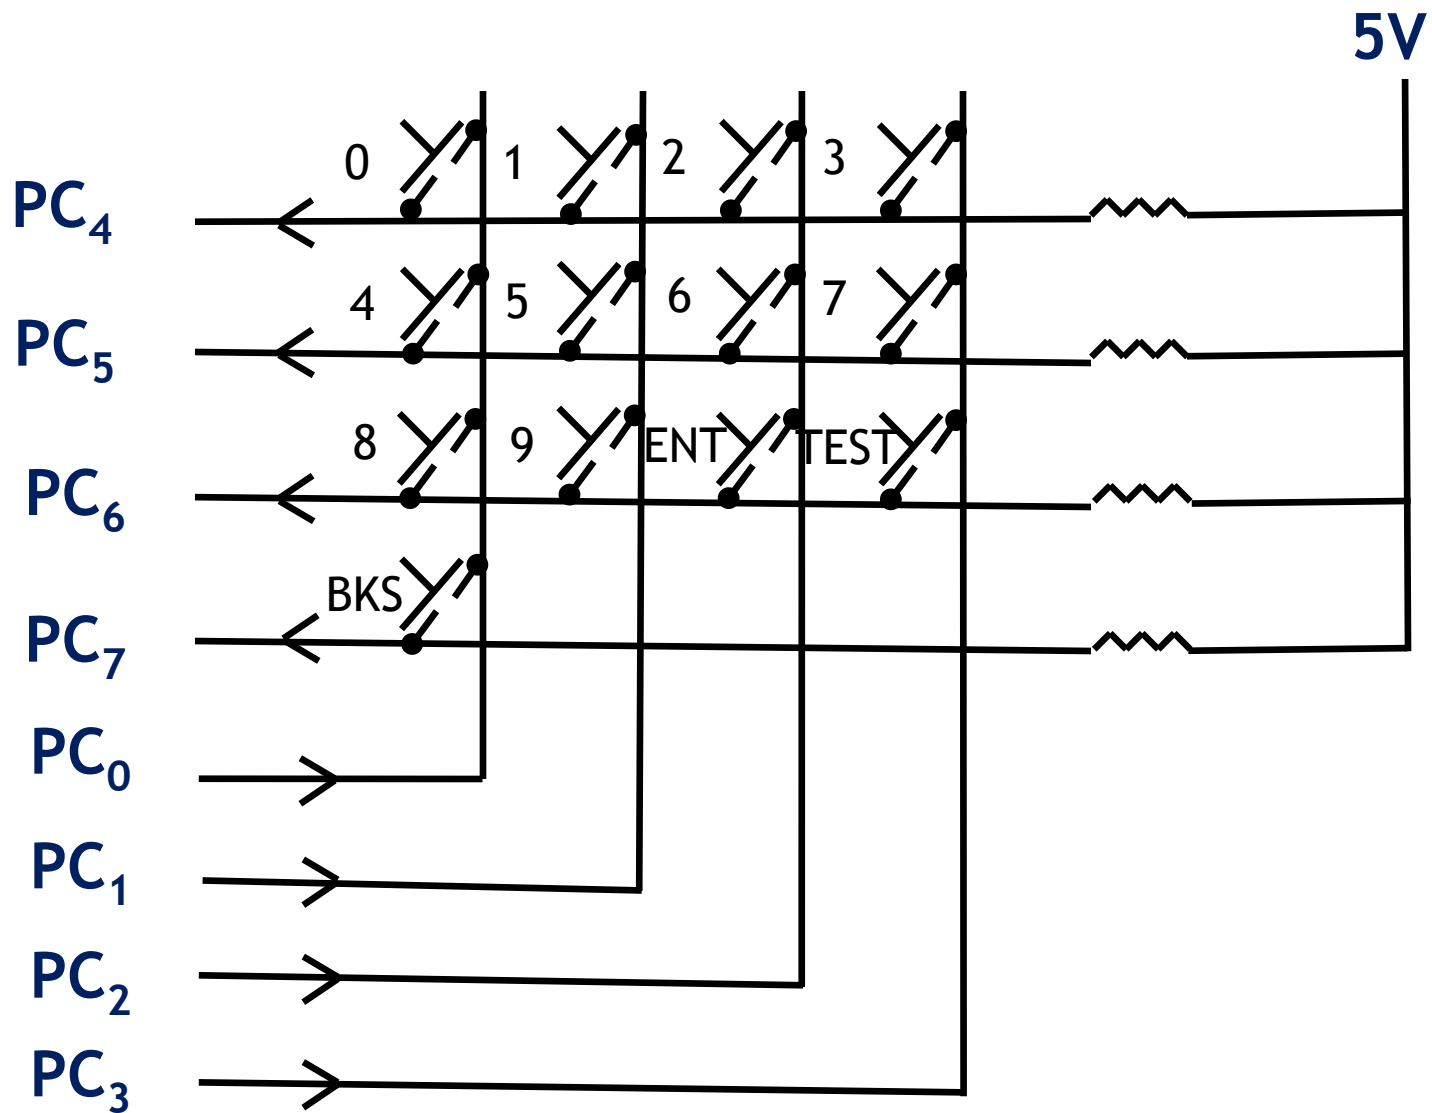 5V
0 1 2 3
PC₄
4 5 6 7
PC₅
8 9 ENT TEST
PC₆
BKS
PC₇
PC₀
PC₁
PC₂
PC₃